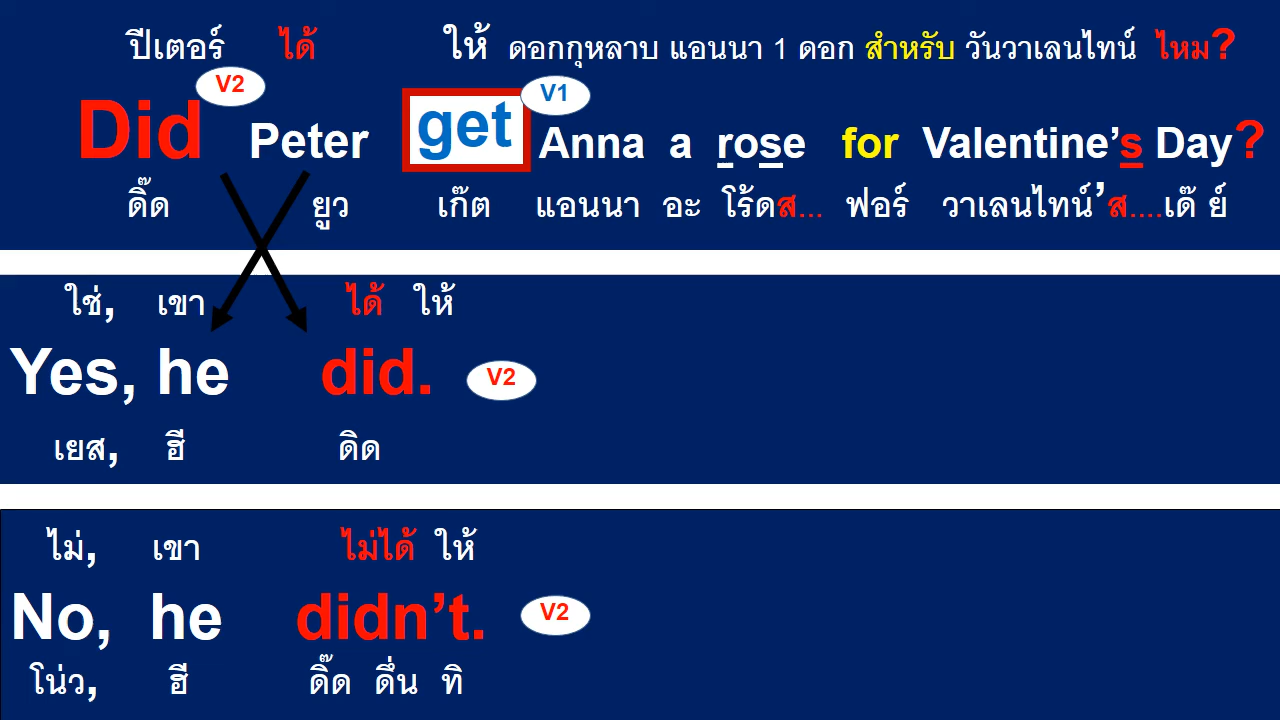 ปีเตอร์ ได้ ให้ ดอกกุหลาบ แอนนา 1 ดอก สำหรับ วันวาเลนไทน์ ไหม?
V2 V1
Did Peter get Anna a rose for Valentine’s Day?
ดิ๊ด ยูว เก๊ต แอนนา อะ โร้ดส... ฟอร์ วาเลนไทน์’ส....เด๊ ย์
ใช่, เขา ได้ ให้
Yes, he did. V2
เยส, ฮี ดิด
ไม่, เขา ไม่ได้ ให้
No, he didn’t. V2
โน่ว, ฮี ดิ๊ด ดึ่น ทิ